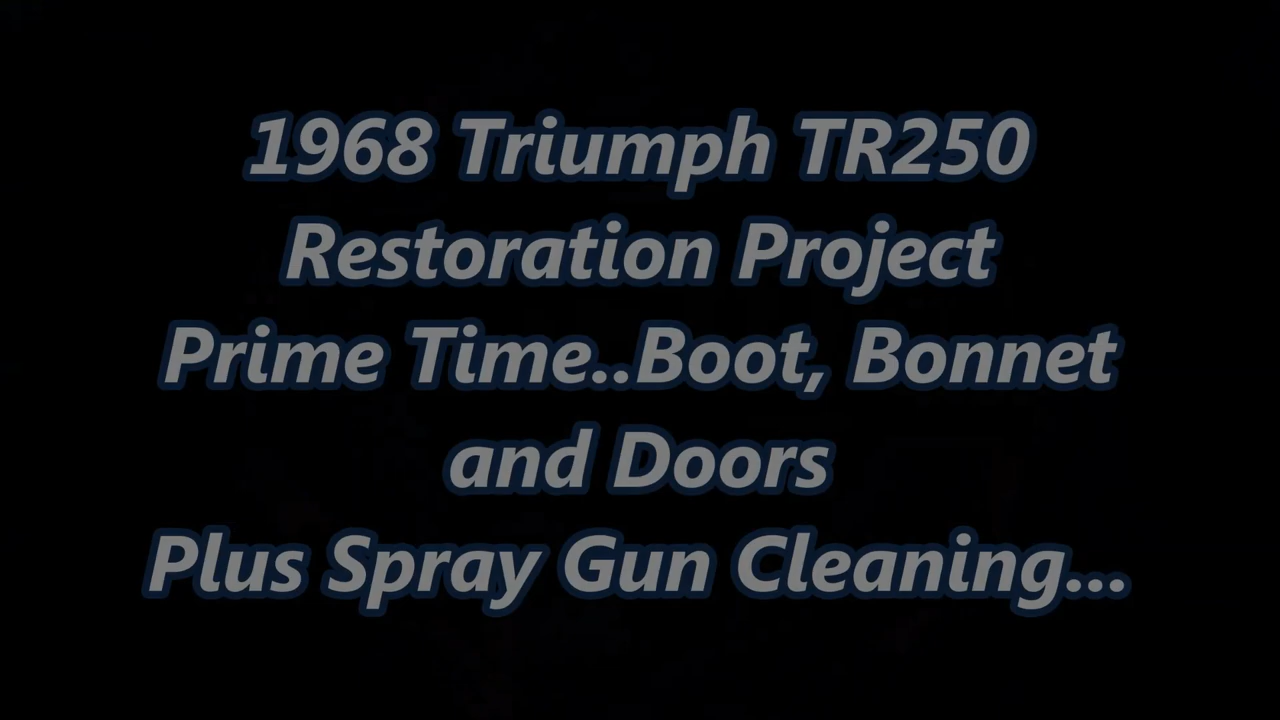 1968 Triumph TR250
Restoration Project
Prime Time..Boot, Bonnet
and Doors
Plus Spray Gun Cleaning...